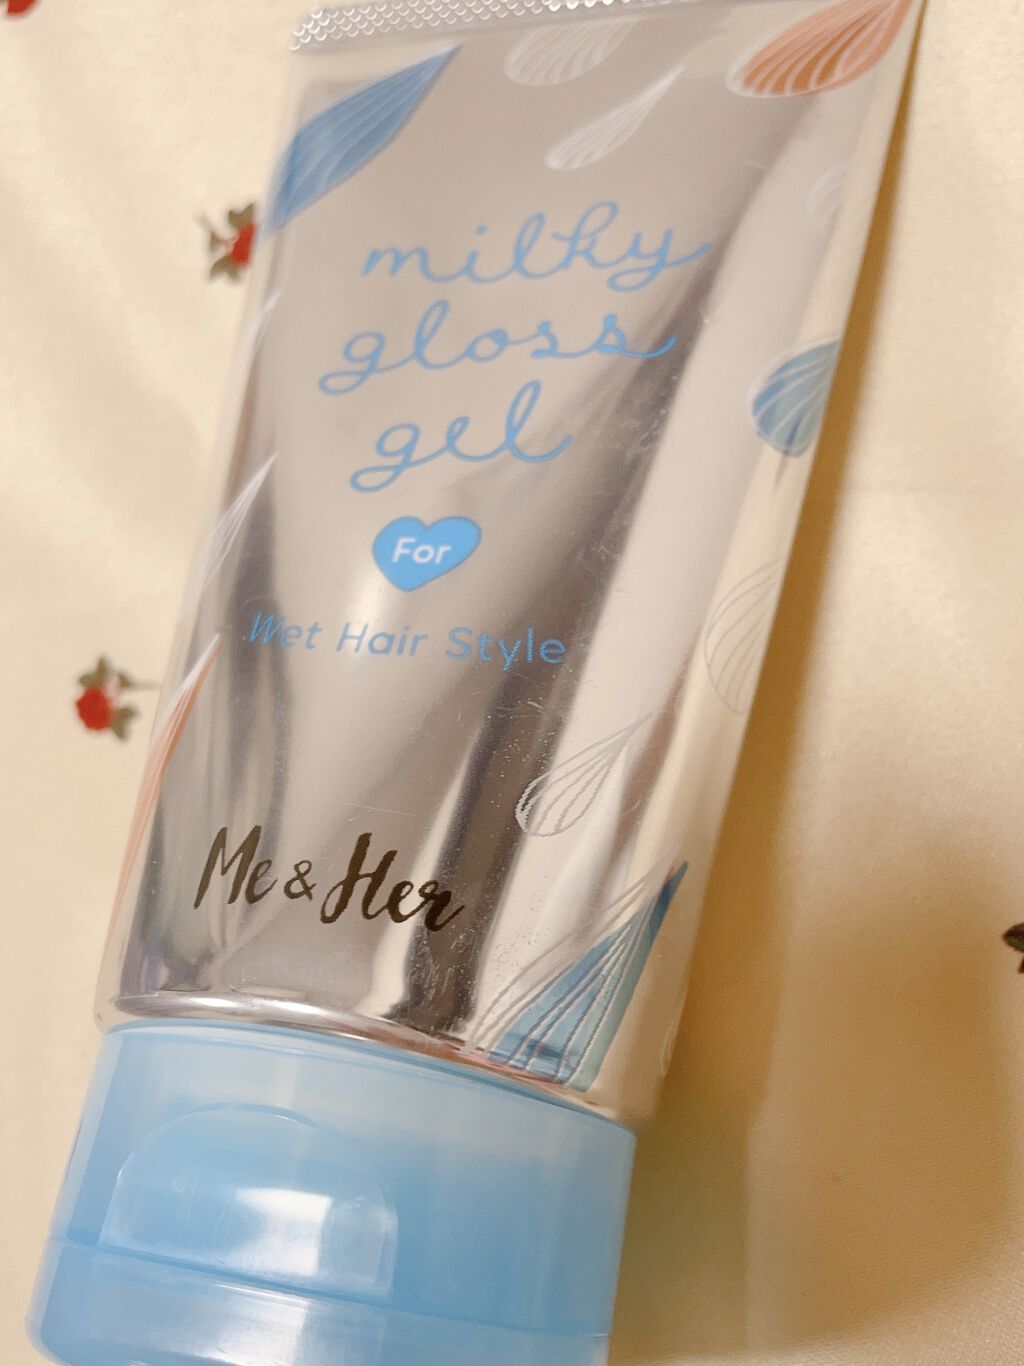 milky
gloss
gel
For
Wet Hair Style
Me & Her